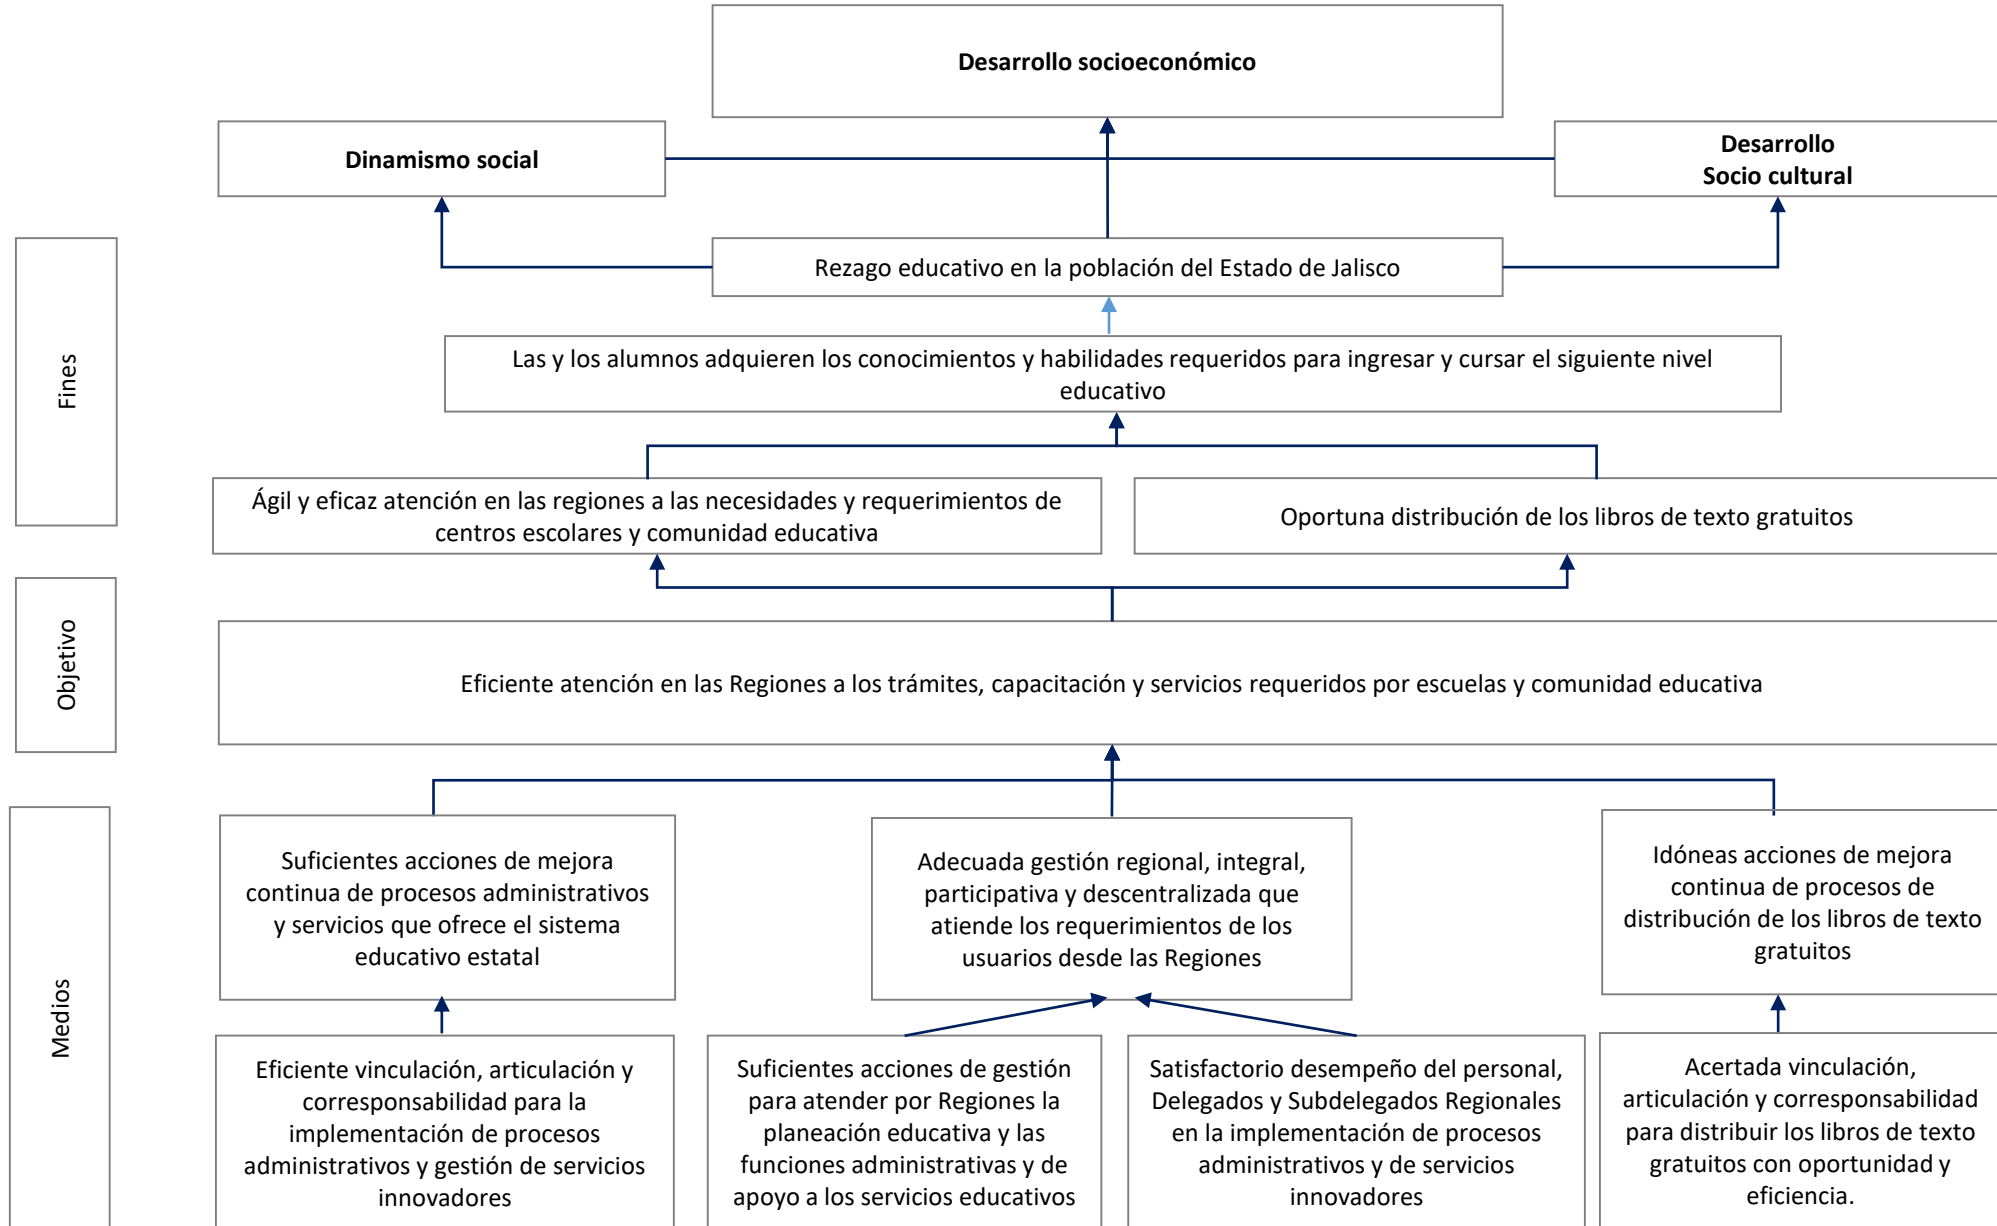 Desarrollo socioeconómico
Dinamismo social
Desarrollo
Socio cultural
Fines
Rezago educativo en la población del Estado de Jalisco
Las y los alumnos adquieren los conocimientos y habilidades requeridos para ingresar y cursar el siguiente nivel
educativo
Ágil y eficaz atención en las regiones a las necesidades y requerimientos de
centros escolares y comunidad educativa
Oportuna distribución de los libros de texto gratuitos
Objetivo
Eficiente atención en las Regiones a los trámites, capacitación y servicios requeridos por escuelas y comunidad educativa
Medios
Suficientes acciones de mejora
continua de procesos administrativos
y servicios que ofrece el sistema
educativo estatal
Adecuada gestión regional, integral,
participativa y descentralizada que
atiende los requerimientos de los
usuarios desde las Regiones
Idóneas acciones de mejora
continua de procesos de
distribución de los libros de texto
gratuitos
Eficiente vinculación, articulación y
corresponsabilidad para la
implementación de procesos
administrativos y gestión de servicios
innovadores
Suficientes acciones de gestión
para atender por Regiones la
planeación educativa y las
funciones administrativas y de
apoyo a los servicios educativos
Satisfactorio desempeño del personal,
Delegados y Subdelegados Regionales
en la implementación de procesos
administrativos y de servicios
innovadores
Acertada vinculación,
articulación y corresponsabilidad
para distribuir los libros de texto
gratuitos con oportunidad y
eficiencia.